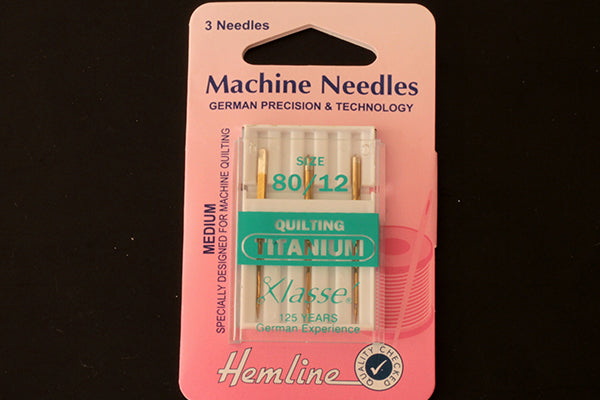 3 Needles
Machine Needles
GERMAN PRECISION & TECHNOLOGY
MEDIUM
SPECIALLY DESIGNED FOR MACHINE QUILTING
SIZE
80/12
QUILTING
TITANIUM
Klasse®
125 YEARS
German Experience
Hemline
QUALITY CHECKED